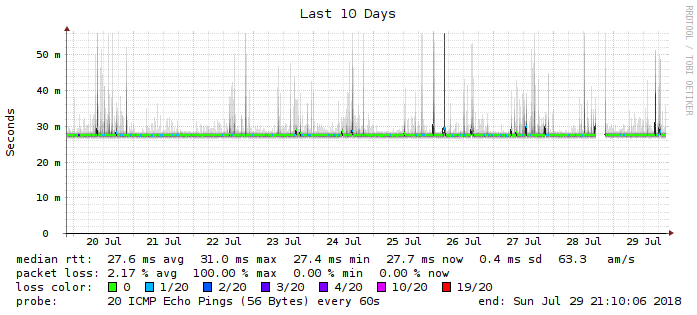 Last 10 Days
RRDTOOL / TOBI OETIKER
Seconds
50 m
40 m
30 m
20 m
10 m
0
20 Jul 21 Jul 22 Jul 23 Jul 24 Jul 25 Jul 26 Jul 27 Jul 28 Jul 29 Jul
median rtt: 27.6 ms avg 31.0 ms max 27.4 ms min 27.7 ms now 0.4 ms sd 63.3 am/s
packet loss: 2.17 % avg 100.00 % max 0.00 % min 0.00 % now
loss color: 0 1/20 2/20 3/20 4/20 10/20 19/20
probe: 20 ICMP Echo Pings (56 Bytes) every 60s end: Sun Jul 29 21:10:06 2018